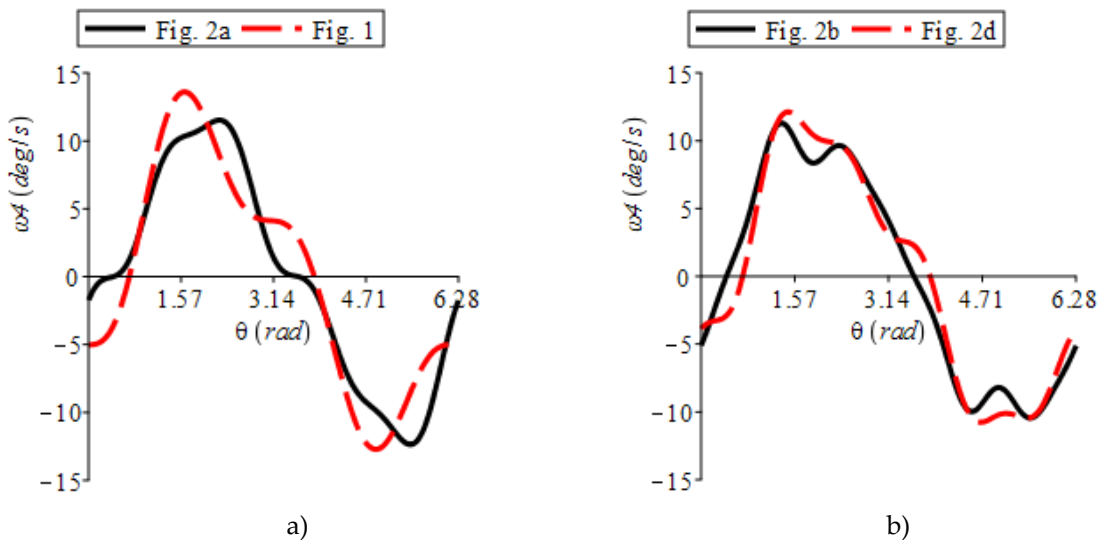 Fig. 2a Fig. 1
15
10
5
0
−5
−10
−15
1.57 3.14 4.71 6.28
ω4 (deg/s)
θ (rad)
a)
Fig. 2b Fig. 2d
15
10
5
0
−5
−10
−15
1.57 3.14 4.71 6.28
ω4 (deg/s)
θ (rad)
b)